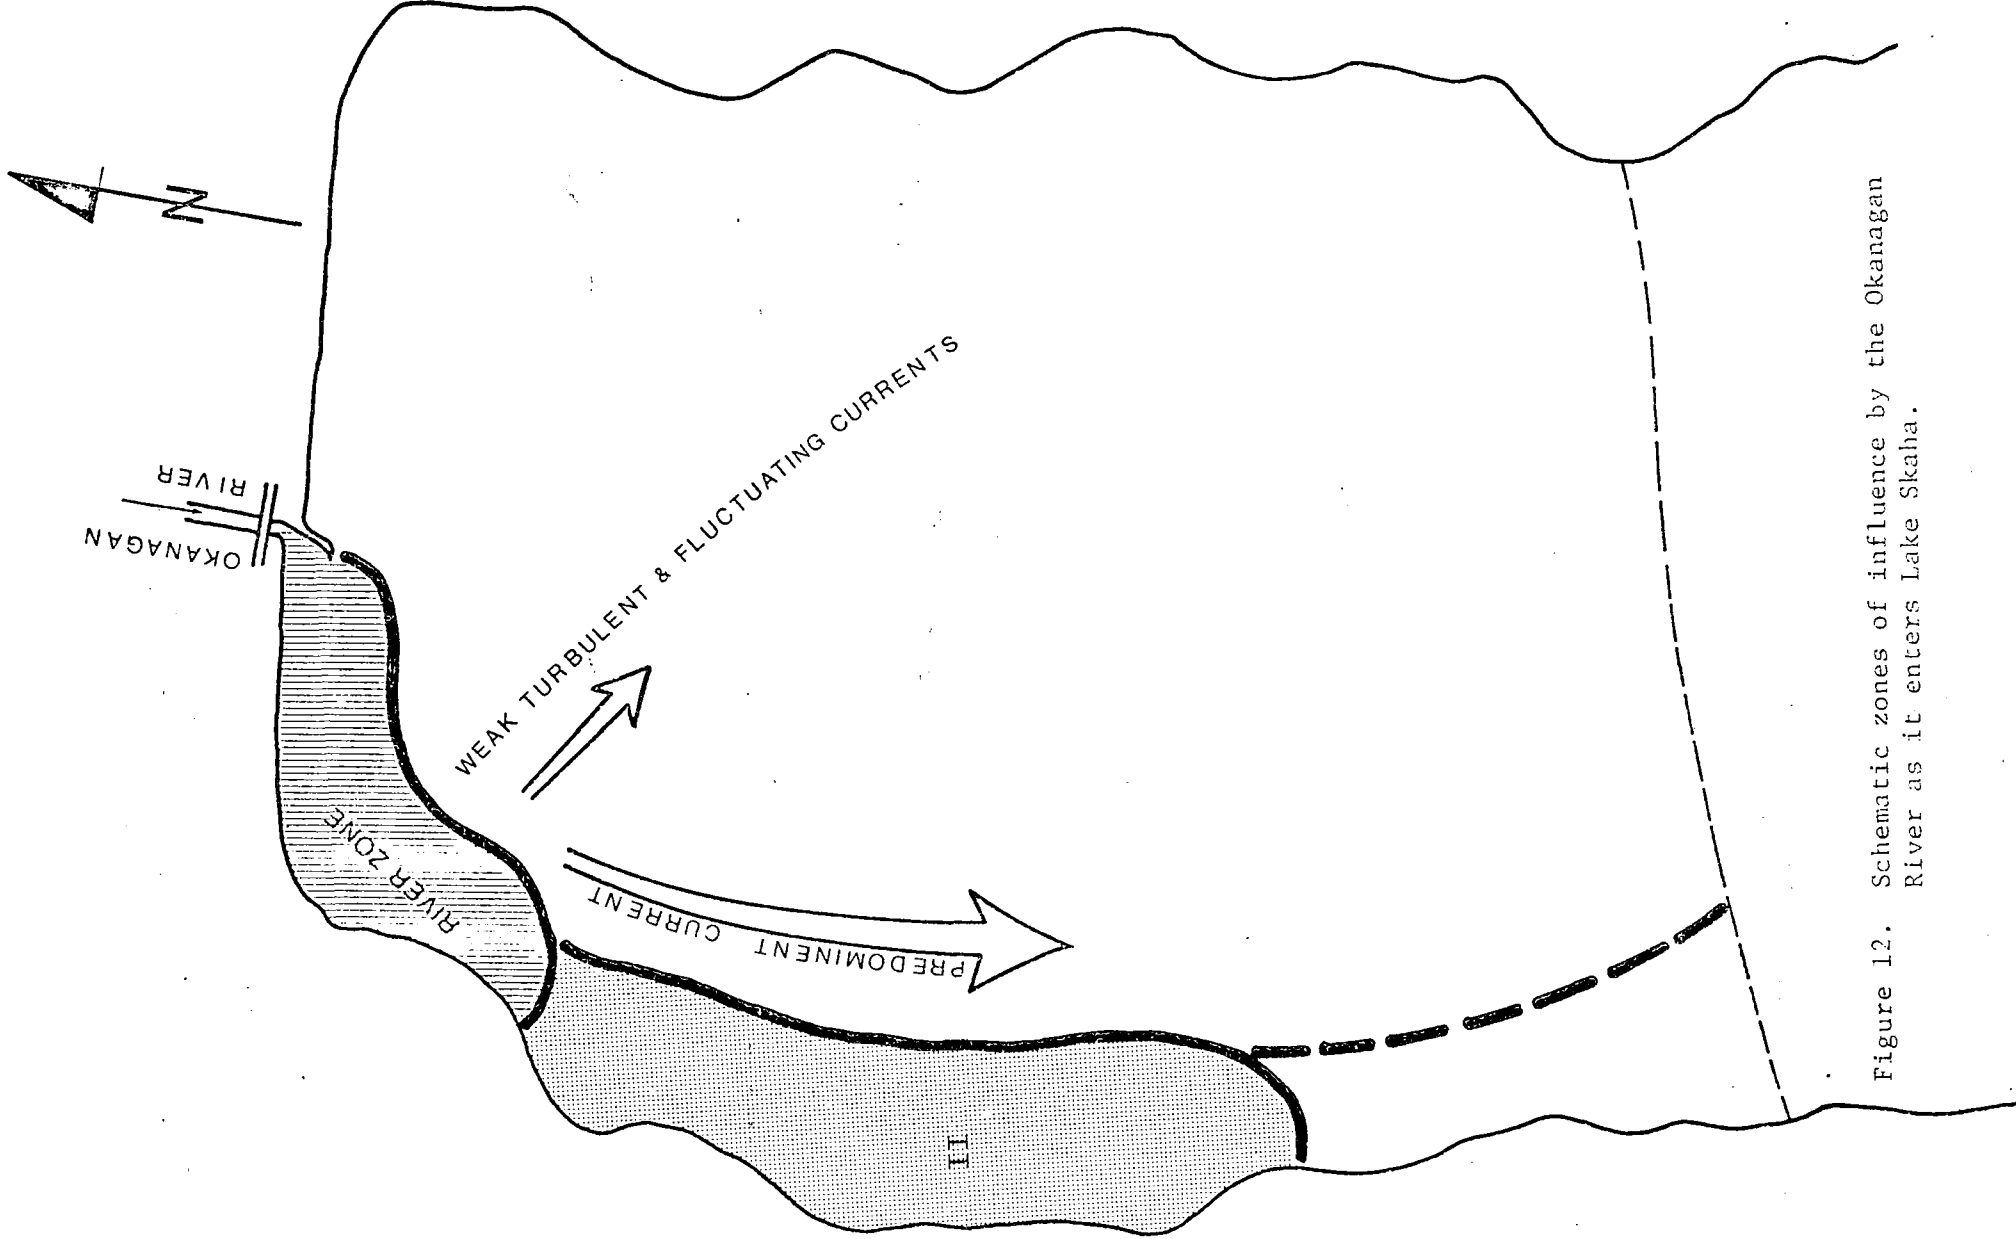 N
OKANAGAN
RIVER
RIVER ZONE
WEAK TURBULENT & FLUCTUATING CURRENTS
PREDOMINENT CURRENT
II
Figure 12. Schematic zones of influence by the Okanagan
River as it enters Lake Skaha.